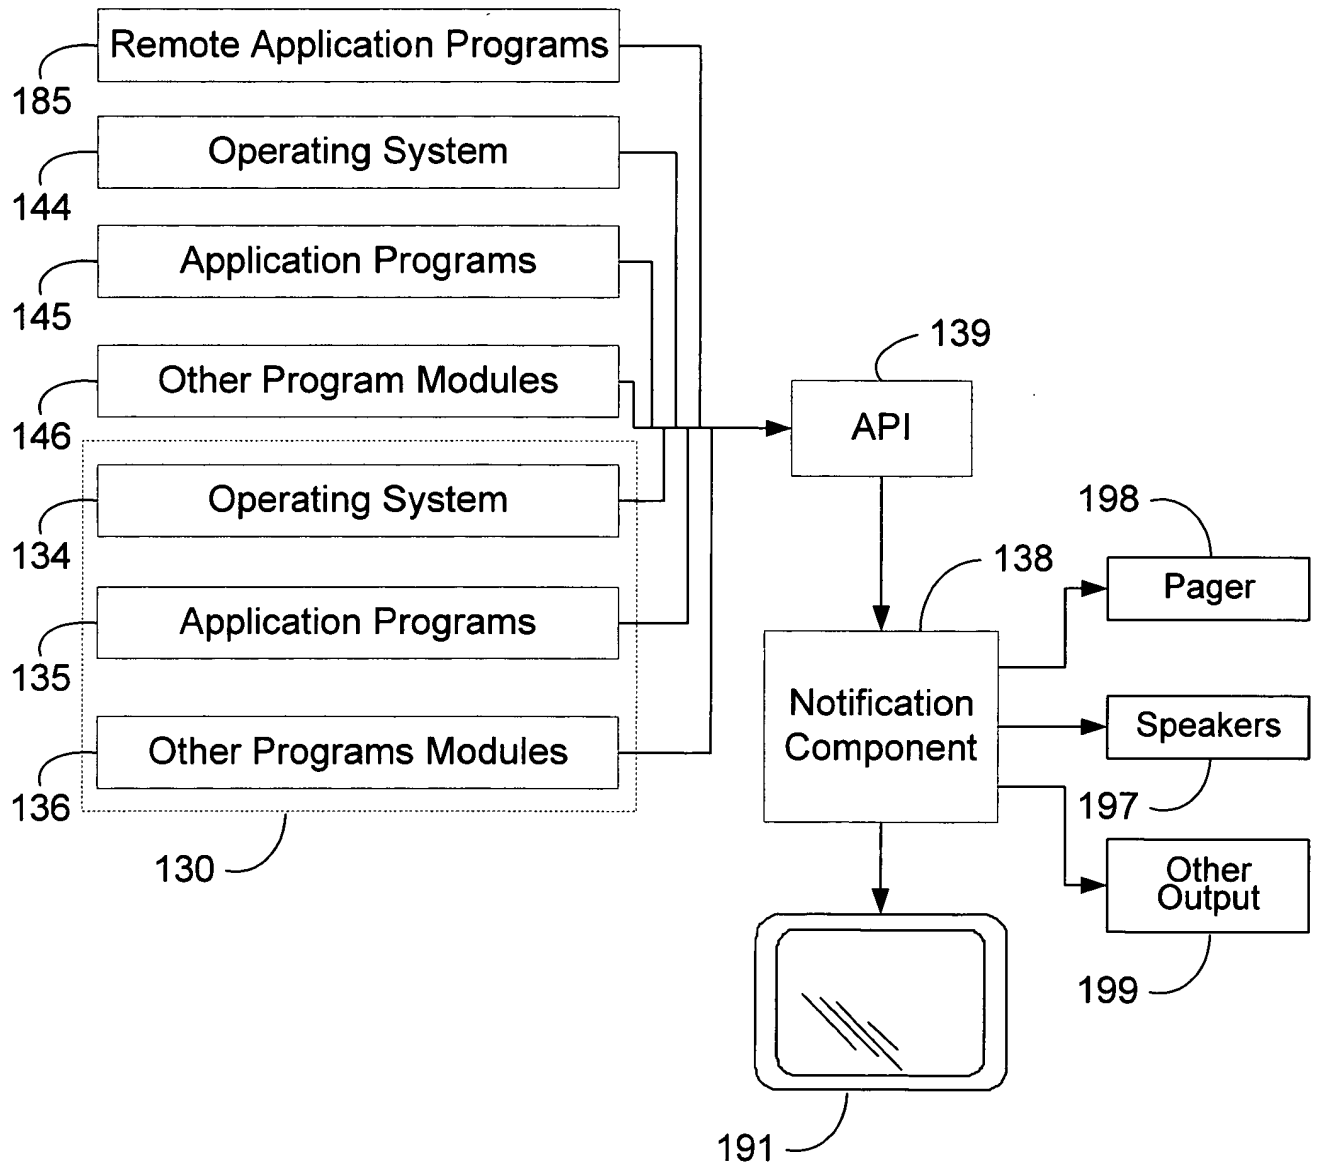 Remote Application Programs
185
Operating System
144
Application Programs
145
Other Program Modules
146
Operating System
134
Application Programs
135
Other Programs Modules
136
130
139
API
138
Notification
Component
198
Pager
Speakers
197
Other
Output
199
191